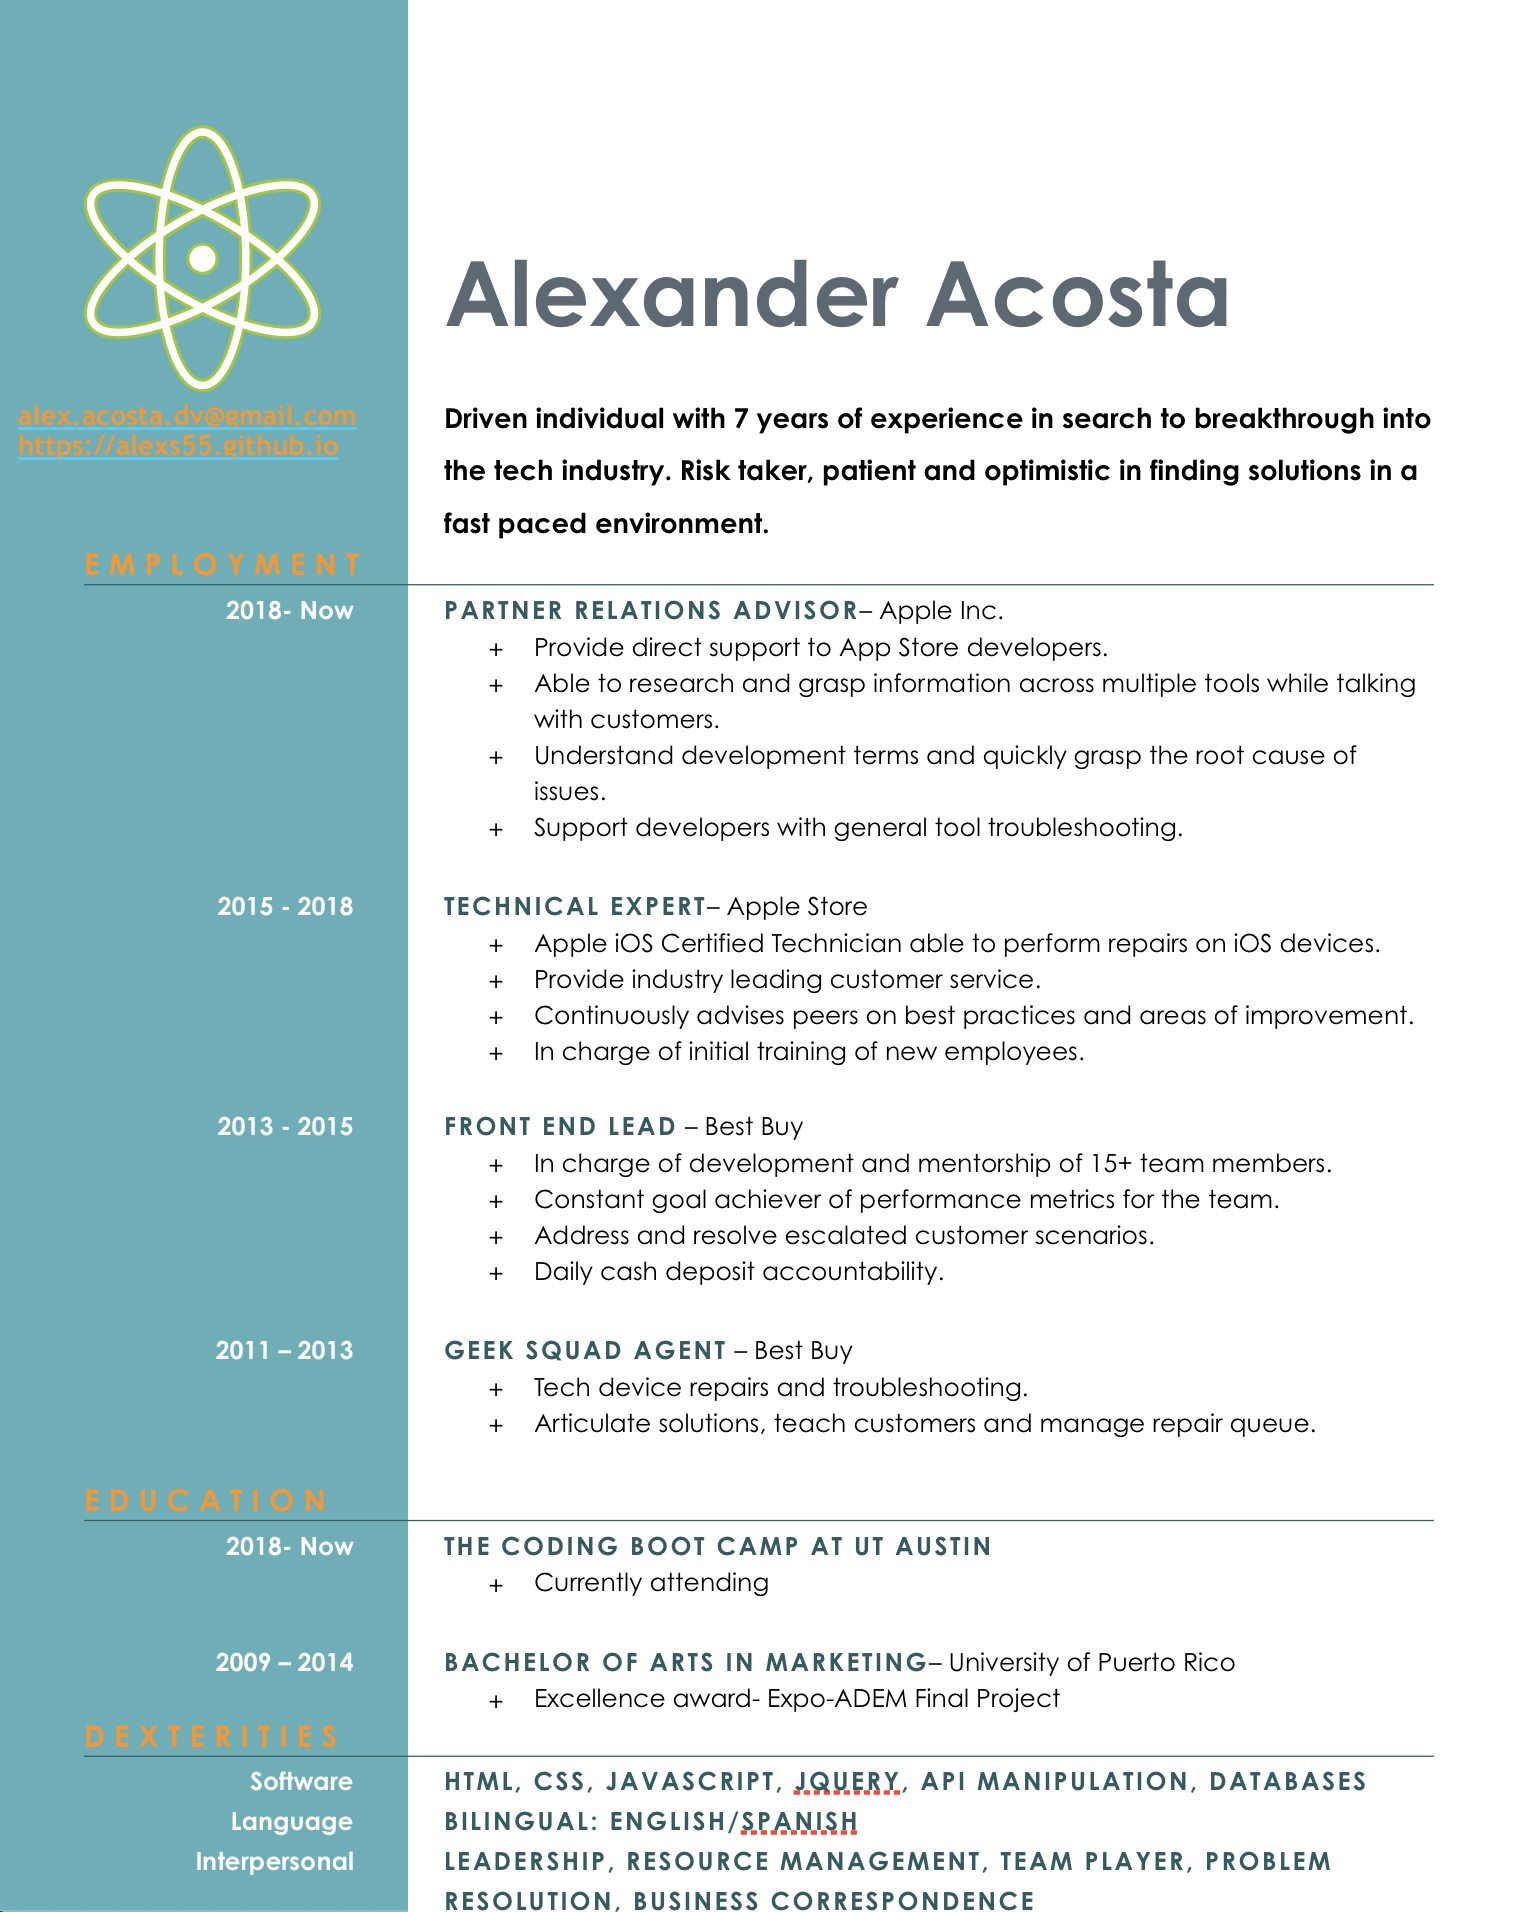 Alexander Acosta
alex.acosta.dv@gmail.com
https://alexs55.github.io
Driven individual with 7 years of experience in search to breakthrough into
the tech industry. Risk taker, patient and optimistic in finding solutions in a
fast paced environment.
EMPLOYMENT
2018- Now PARTNER RELATIONS ADVISOR– Apple Inc.
+ Provide direct support to App Store developers.
+ Able to research and grasp information across multiple tools while talking
with customers.
+ Understand development terms and quickly grasp the root cause of
issues.
+ Support developers with general tool troubleshooting.
2015 - 2018 TECHNICAL EXPERT– Apple Store
+ Apple iOS Certified Technician able to perform repairs on iOS devices.
+ Provide industry leading customer service.
+ Continuously advises peers on best practices and areas of improvement.
+ In charge of initial training of new employees.
2013 - 2015 FRONT END LEAD – Best Buy
+ In charge of development and mentorship of 15+ team members.
+ Constant goal achiever of performance metrics for the team.
+ Address and resolve escalated customer scenarios.
+ Daily cash deposit accountability.
2011 – 2013 GEEK SQUAD AGENT – Best Buy
+ Tech device repairs and troubleshooting.
+ Articulate solutions, teach customers and manage repair queue.
EDUCATION
2018- Now THE CODING BOOT CAMP AT UT AUSTIN
+ Currently attending
2009 – 2014 BACHELOR OF ARTS IN MARKETING– University of Puerto Rico
+ Excellence award- Expo-ADEM Final Project
DEXTERITIES
Software HTML, CSS, JAVASCRIPT, JQUERY, API MANIPULATION, DATABASES
Language BILINGUAL: ENGLISH/SPANISH
Interpersonal LEADERSHIP, RESOURCE MANAGEMENT, TEAM PLAYER, PROBLEM
RESOLUTION, BUSINESS CORRESPONDENCE